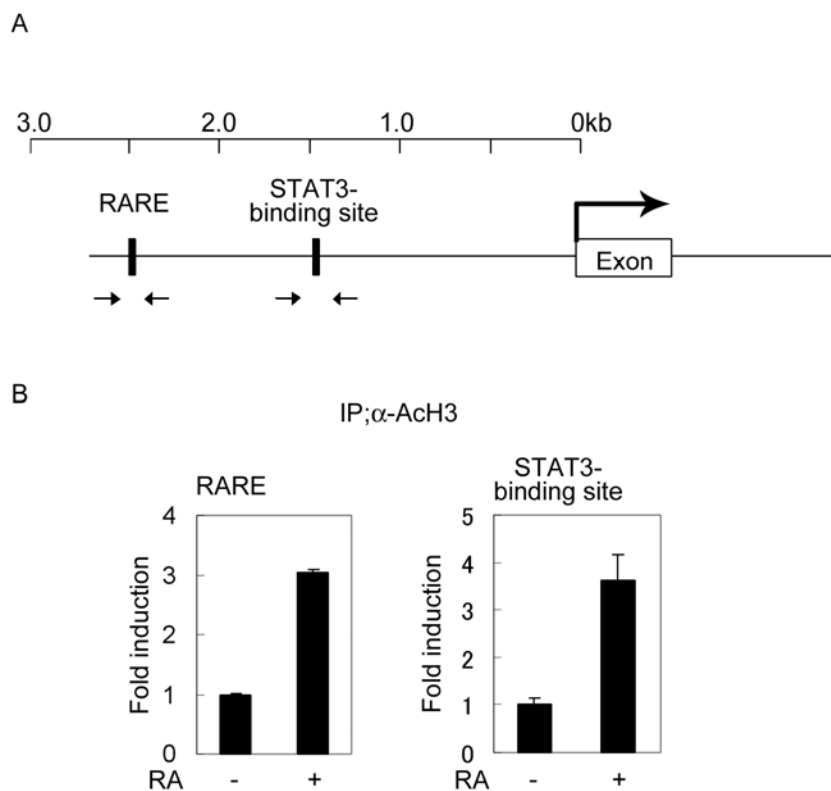 A
3.0 2.0 1.0 0kb
RARE
STAT3-
binding site
Exon
B
IP;α-AcH3
RARE
Fold induction
4
3
2
1
0
RA - +
STAT3-
binding site
Fold induction
5
4
3
2
1
0
RA - +